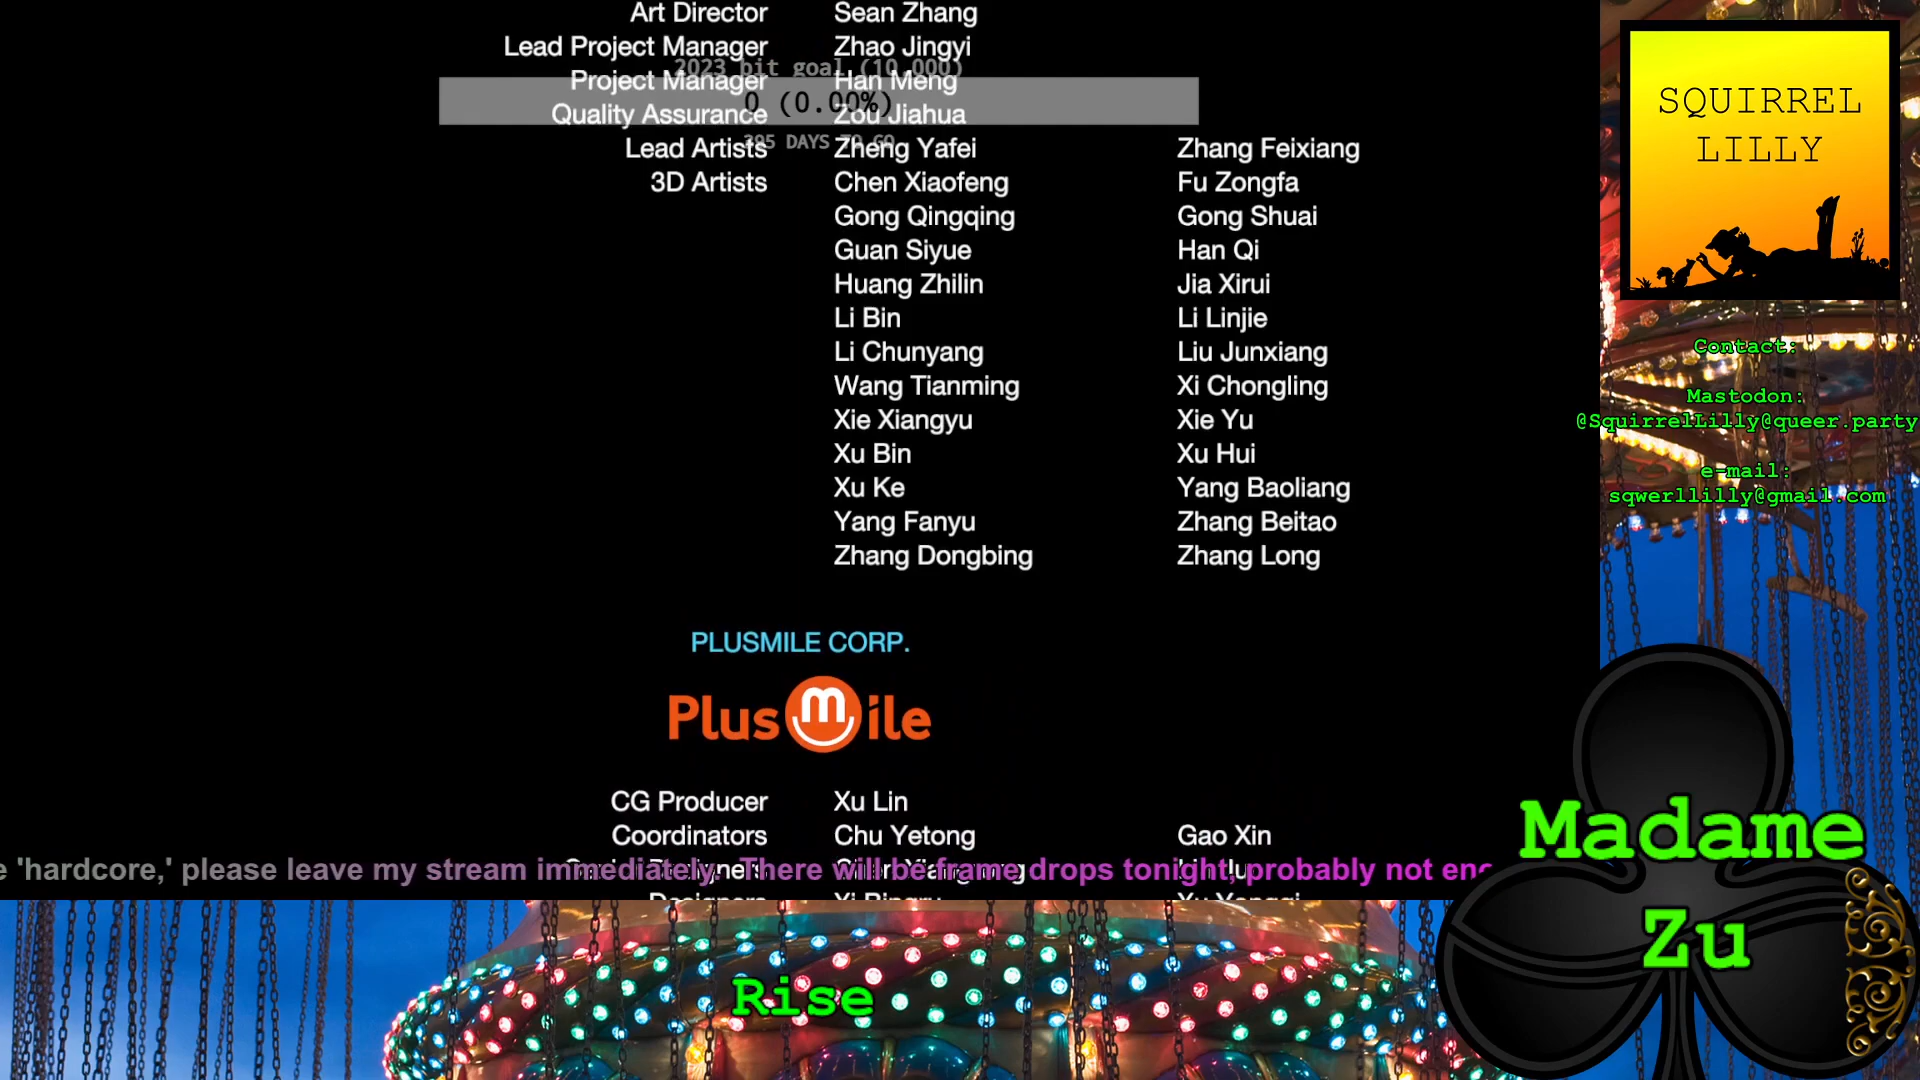 Art Director Sean Zhang
Lead Project Manager Zhao Jingyi
2023 bit goal (10,000)
Project Manager Han Meng
0 (0.00%)
Quality Assurance Zou Jiahua
DAYS TO GO
Lead Artists Zheng Yafei Zhang Feixiang
3D Artists Chen Xiaofeng Fu Zongfa
Gong Qingqing Gong Shuai
Guan Siyue Han Qi
Huang Zhilin Jia Xirui
Li Bin Li Linjie
Li Chunyang Liu Junxiang
Wang Tianming Xi Chongling
Xie Xiangyu Xie Yu
Xu Bin Xu Hui
Xu Ke Yang Baoliang
Yang Fanyu Zhang Beitao
Zhang Dongbing Zhang Long
PLUSMILE CORP.
PlusMile
CG Producer Xu Lin
Coordinators Chu Yetong Gao Xin
e 'hardcore,' please leave my stream immediately. There will be frame drops tonight, probably not eno
Designers
Rise
SQUIRREL
LILLY
Contact:
Mastodon:
@SquirrelLilly@queer.party
e-mail:
sqwerllilly@gmail.com
Madame
Zu